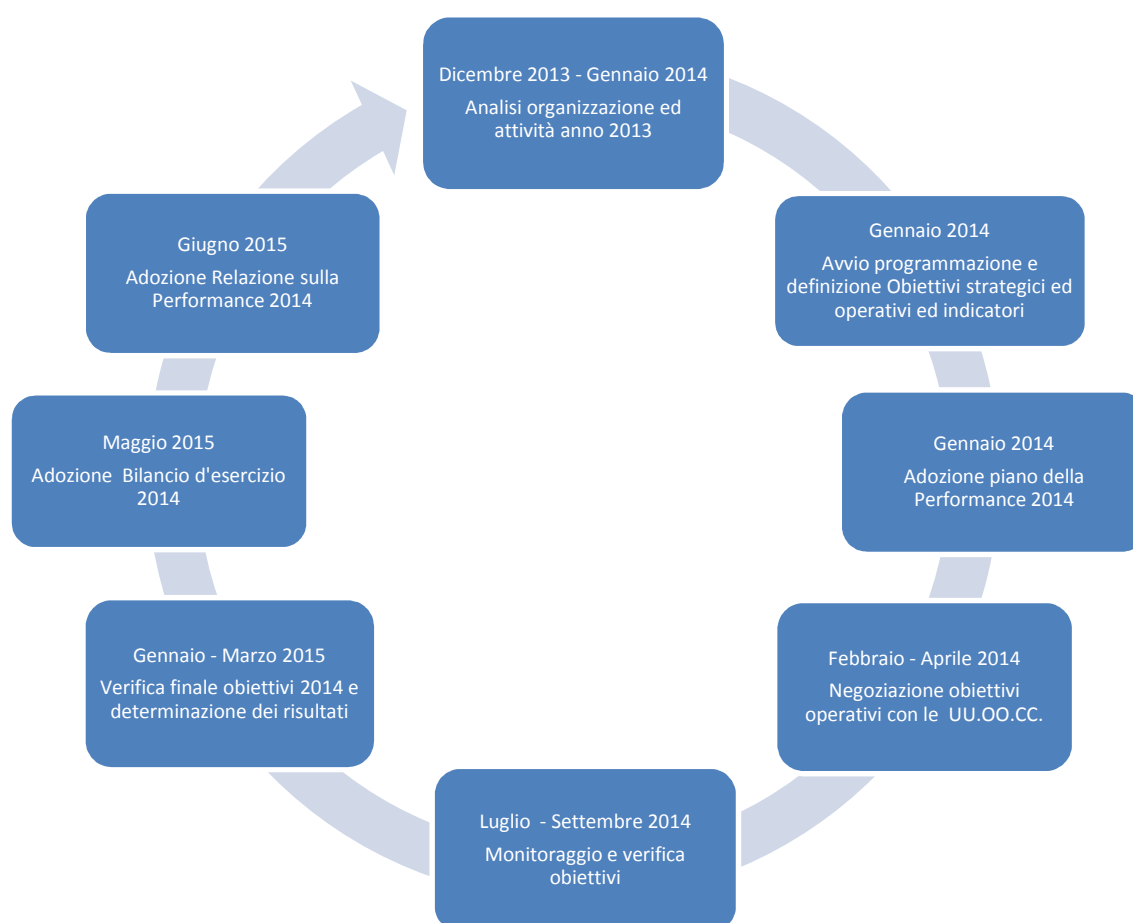 Dicembre 2013 - Gennaio 2014
Analisi organizzazione ed
attività anno 2013
Gennaio 2014
Avvio programmazione e
definizione Obiettivi strategici ed
operativi ed indicatori
Gennaio 2014
Adozione piano della
Performance 2014
Febbraio - Aprile 2014
Negoziazione obiettivi
operativi con le UU.OO.CC.
Luglio - Settembre 2014
Monitoraggio e verifica
obiettivi
Gennaio - Marzo 2015
Verifica finale obiettivi 2014 e
determinazione dei risultati
Maggio 2015
Adozione Bilancio d'esercizio
2014
Giugno 2015
Adozione Relazione sulla
Performance 2014